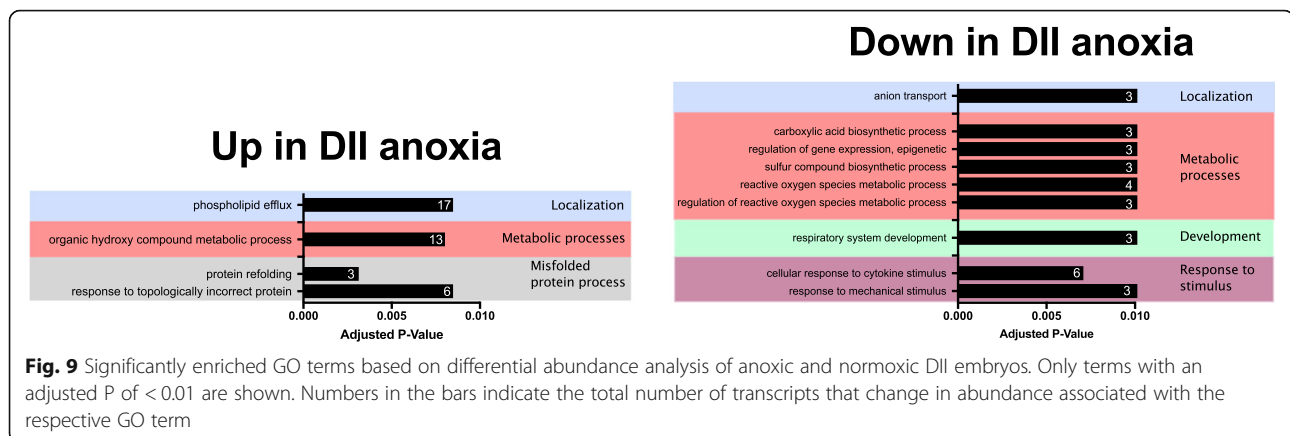 Up in DII anoxia
phospholipid efflux 17 Localization
organic hydroxy compound metabolic process 13 Metabolic processes
protein refolding 3 Misfolded
response to topologically incorrect protein 6 protein process
0.000 0.005 0.010
Adjusted P-Value
Down in DII anoxia
anion transport 3 Localization
carboxylic acid biosynthetic process 3
regulation of gene expression, epigenetic 3
sulfur compound biosynthetic process 3
reactive oxygen species metabolic process 4
regulation of reactive oxygen species metabolic process 3
Metabolic
processes
respiratory system development 3 Development
cellular response to cytokine stimulus 6 Response to
response to mechanical stimulus 3 stimulus
0.000 0.005 0.010
Adjusted P-Value
Fig. 9 Significantly enriched GO terms based on differential abundance analysis of anoxic and normoxic DII embryos. Only terms with an
adjusted P of < 0.01 are shown. Numbers in the bars indicate the total number of transcripts that change in abundance associated with the
respective GO term